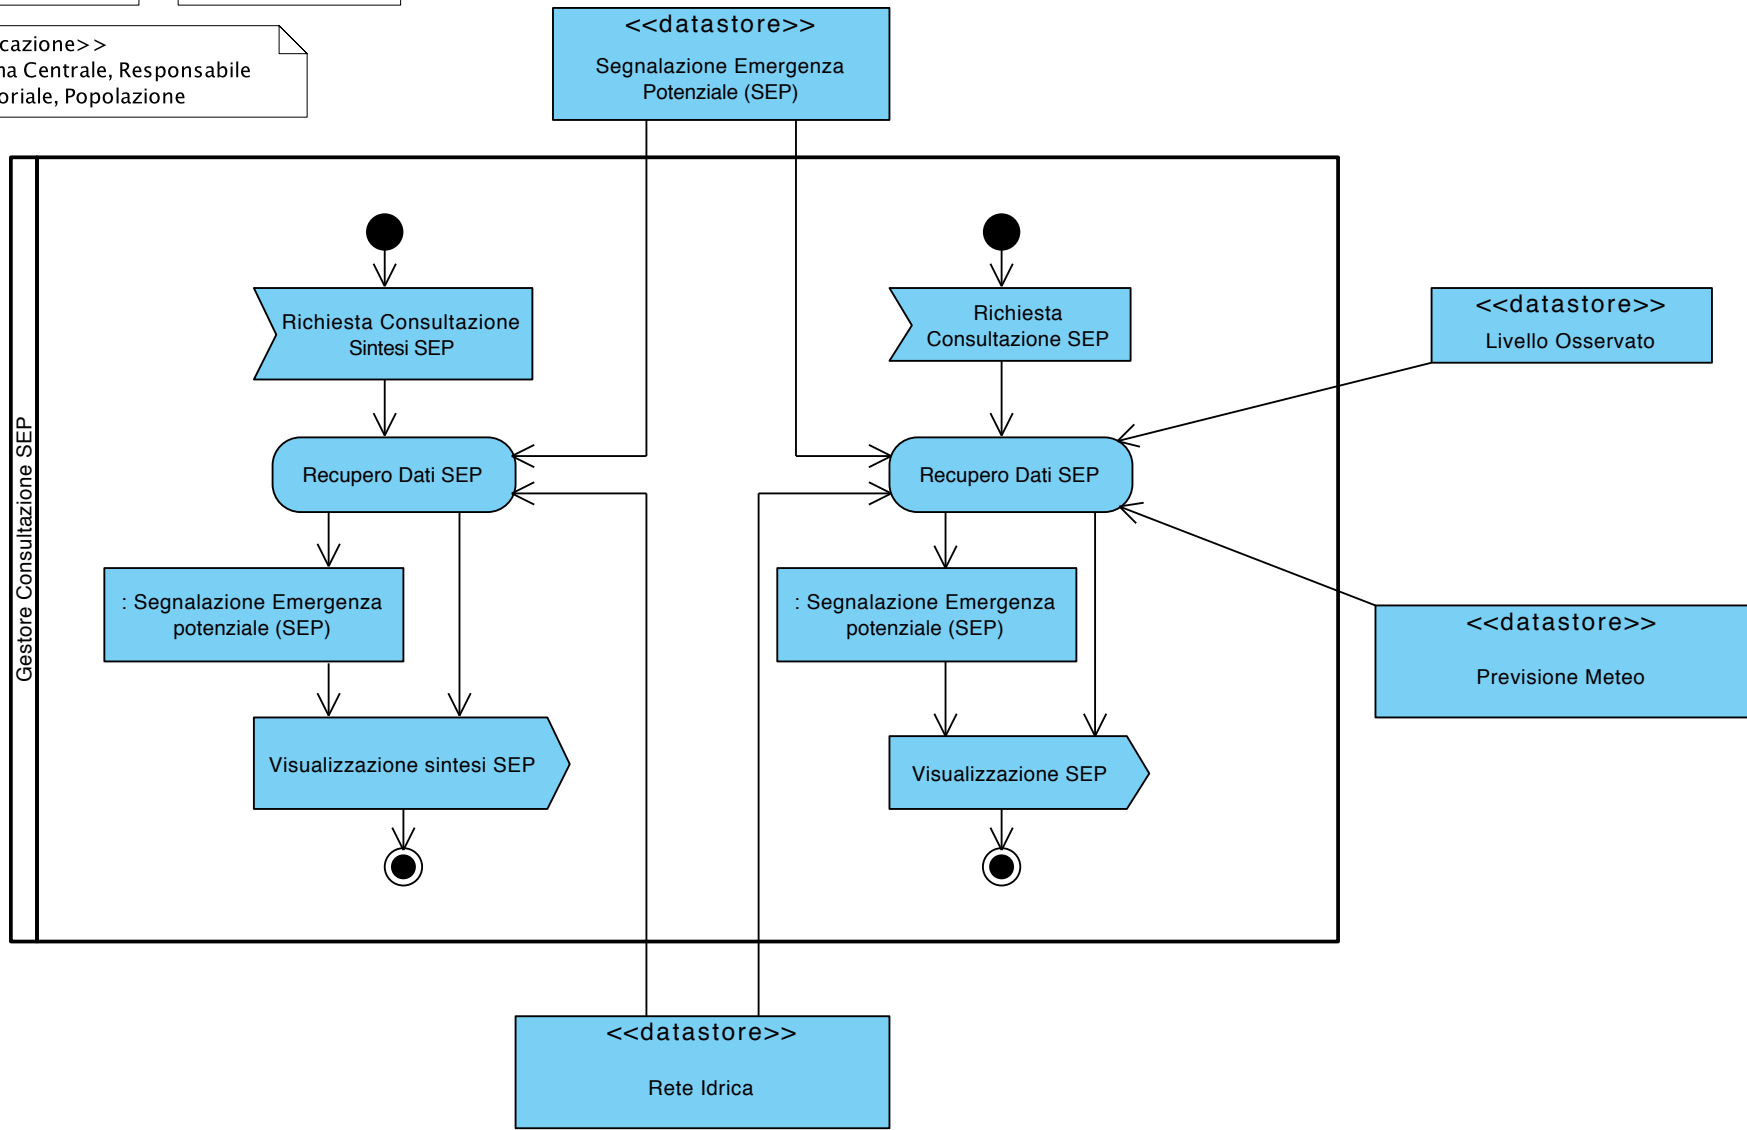 <<datastore>>
Segnalazione Emergenza
Potenziale (SEP)
cazione>>
na Centrale, Responsabile
oriale, Popolazione
Gestore Consultazione SEP
Richiesta Consultazione
Sintesi SEP
Richiesta
Consultazione SEP
<<datastore>>
Livello Osservato
Recupero Dati SEP
Recupero Dati SEP
: Segnalazione Emergenza
potenziale (SEP)
: Segnalazione Emergenza
potenziale (SEP)
<<datastore>>
Previsione Meteo
Visualizzazione sintesi SEP
Visualizzazione SEP
<<datastore>>
Rete Idrica